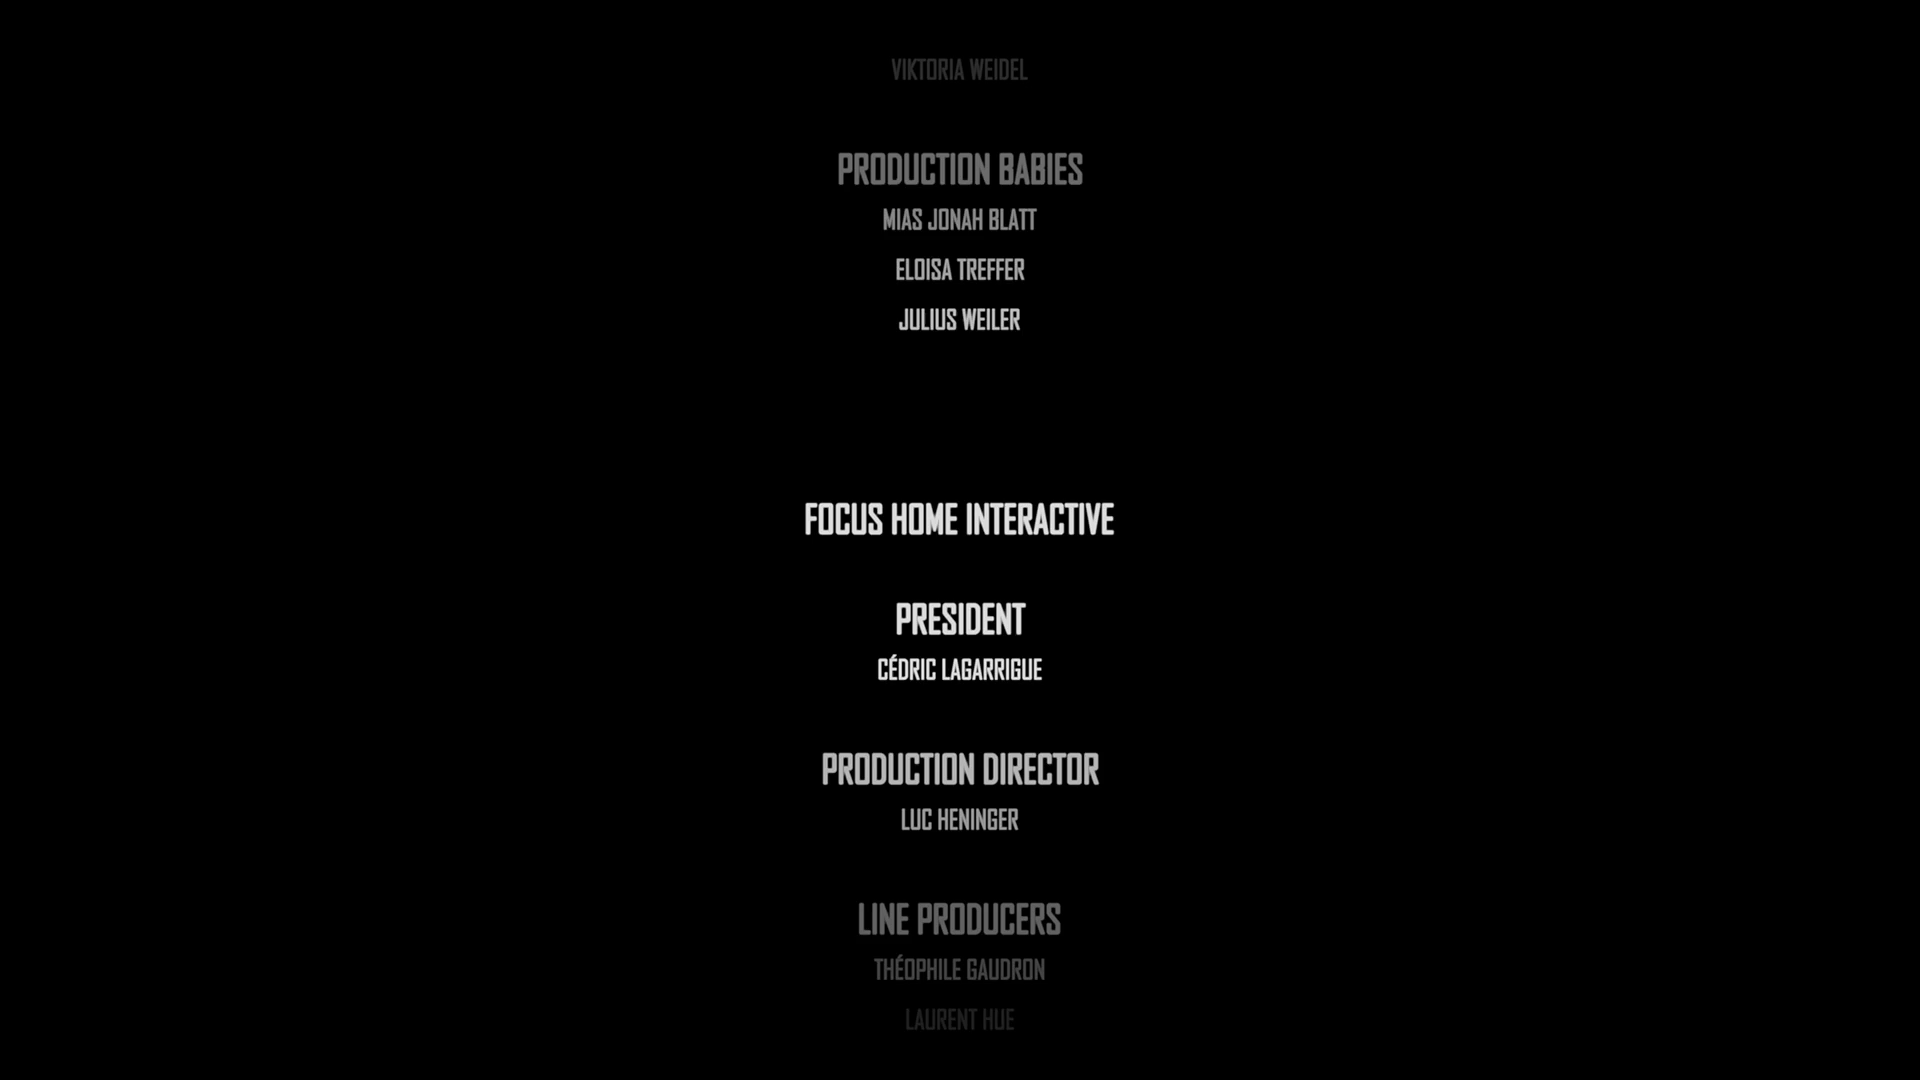 VIKTORIA WEIDEL
PRODUCTION BABIES
MIAS JONAH BLATT
ELOISA TREFFER
JULIUS WEILER
FOCUS HOME INTERACTIVE
PRESIDENT
CÉDRIC LAGARRIGUE
PRODUCTION DIRECTOR
LUC HENINGER
LINE PRODUCERS
THÉOPHILE GAUDRON
LAURENT HUE